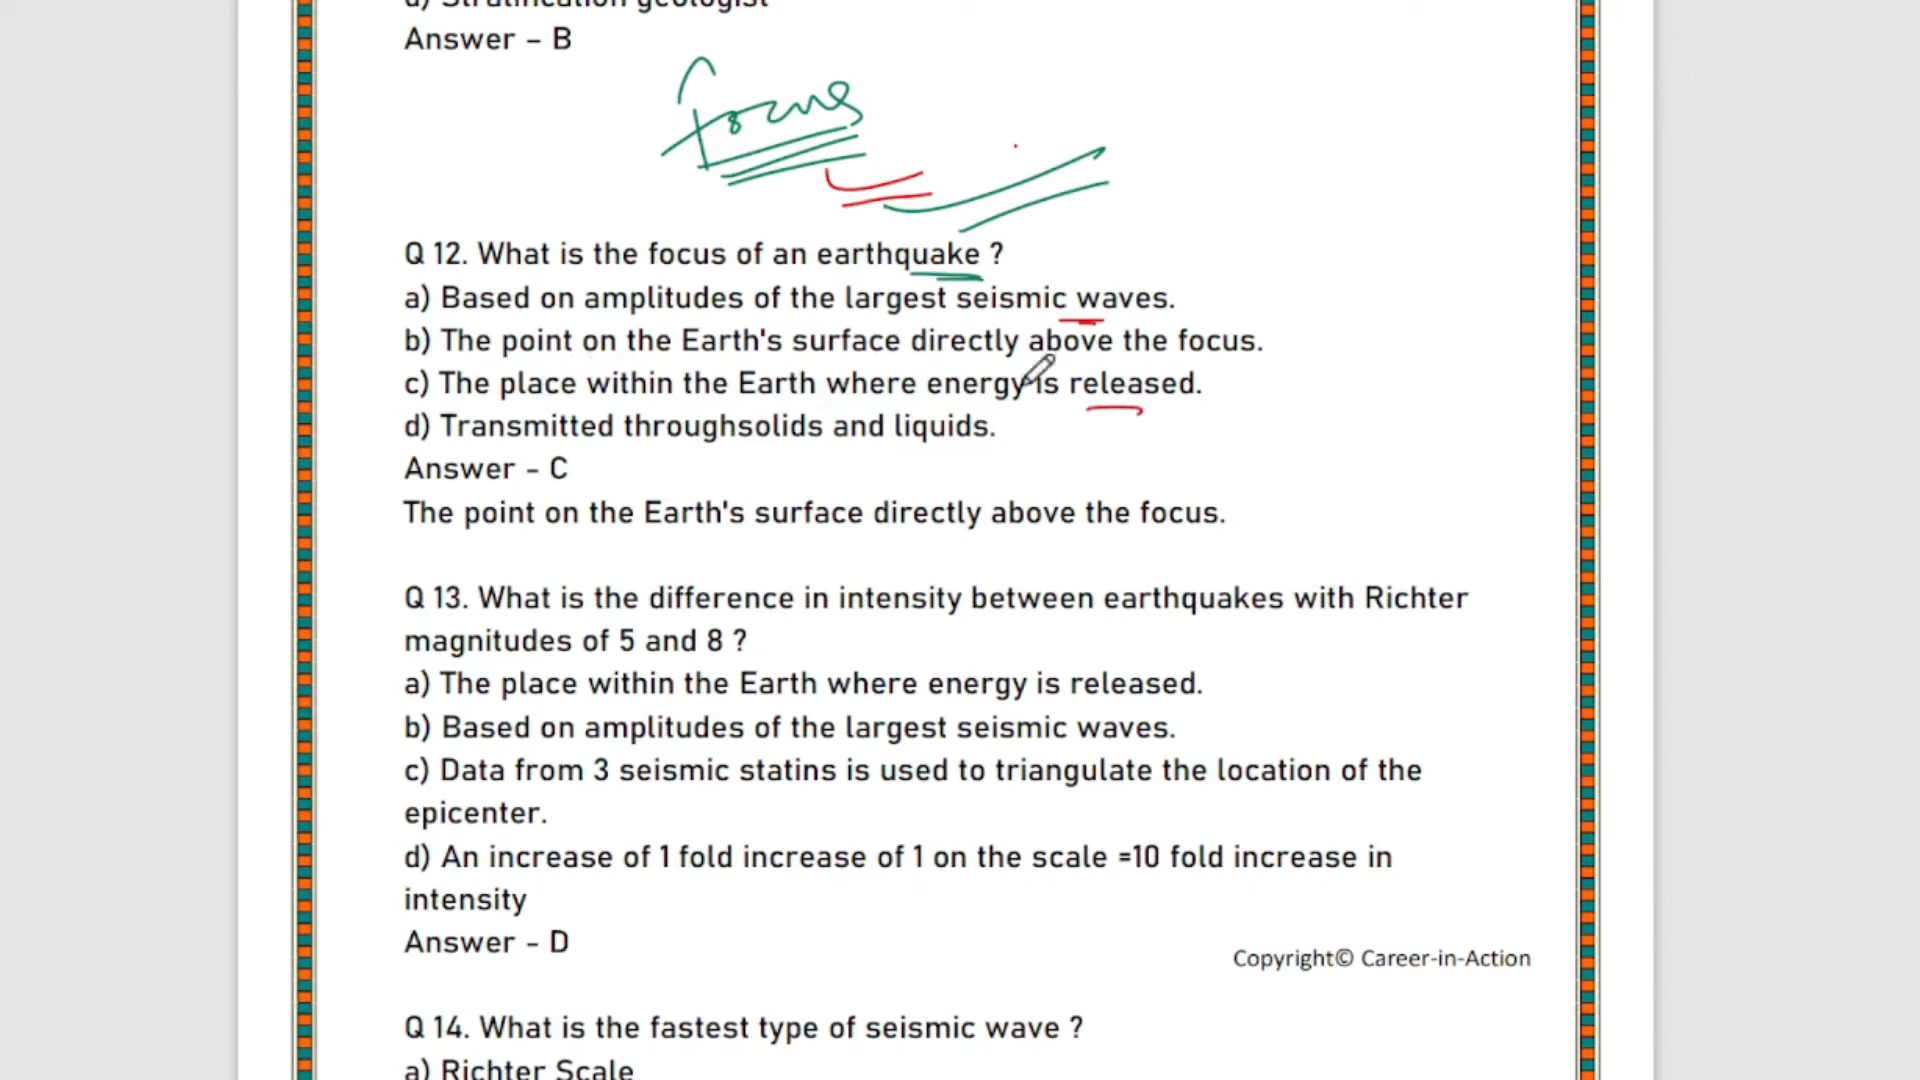 d) Stratification geologist
Answer – B
focus
Q 12. What is the focus of an earthquake ?
a) Based on amplitudes of the largest seismic waves.
b) The point on the Earth's surface directly above the focus.
c) The place within the Earth where energy is released.
d) Transmitted throughsolids and liquids.
Answer - C
The point on the Earth's surface directly above the focus.
Q 13. What is the difference in intensity between earthquakes with Richter
magnitudes of 5 and 8 ?
a) The place within the Earth where energy is released.
b) Based on amplitudes of the largest seismic waves.
c) Data from 3 seismic statins is used to triangulate the location of the
epicenter.
d) An increase of 1 fold increase of 1 on the scale =10 fold increase in
intensity
Answer - D
Copyright© Career-in-Action
Q 14. What is the fastest type of seismic wave ?
a) Richter Scale